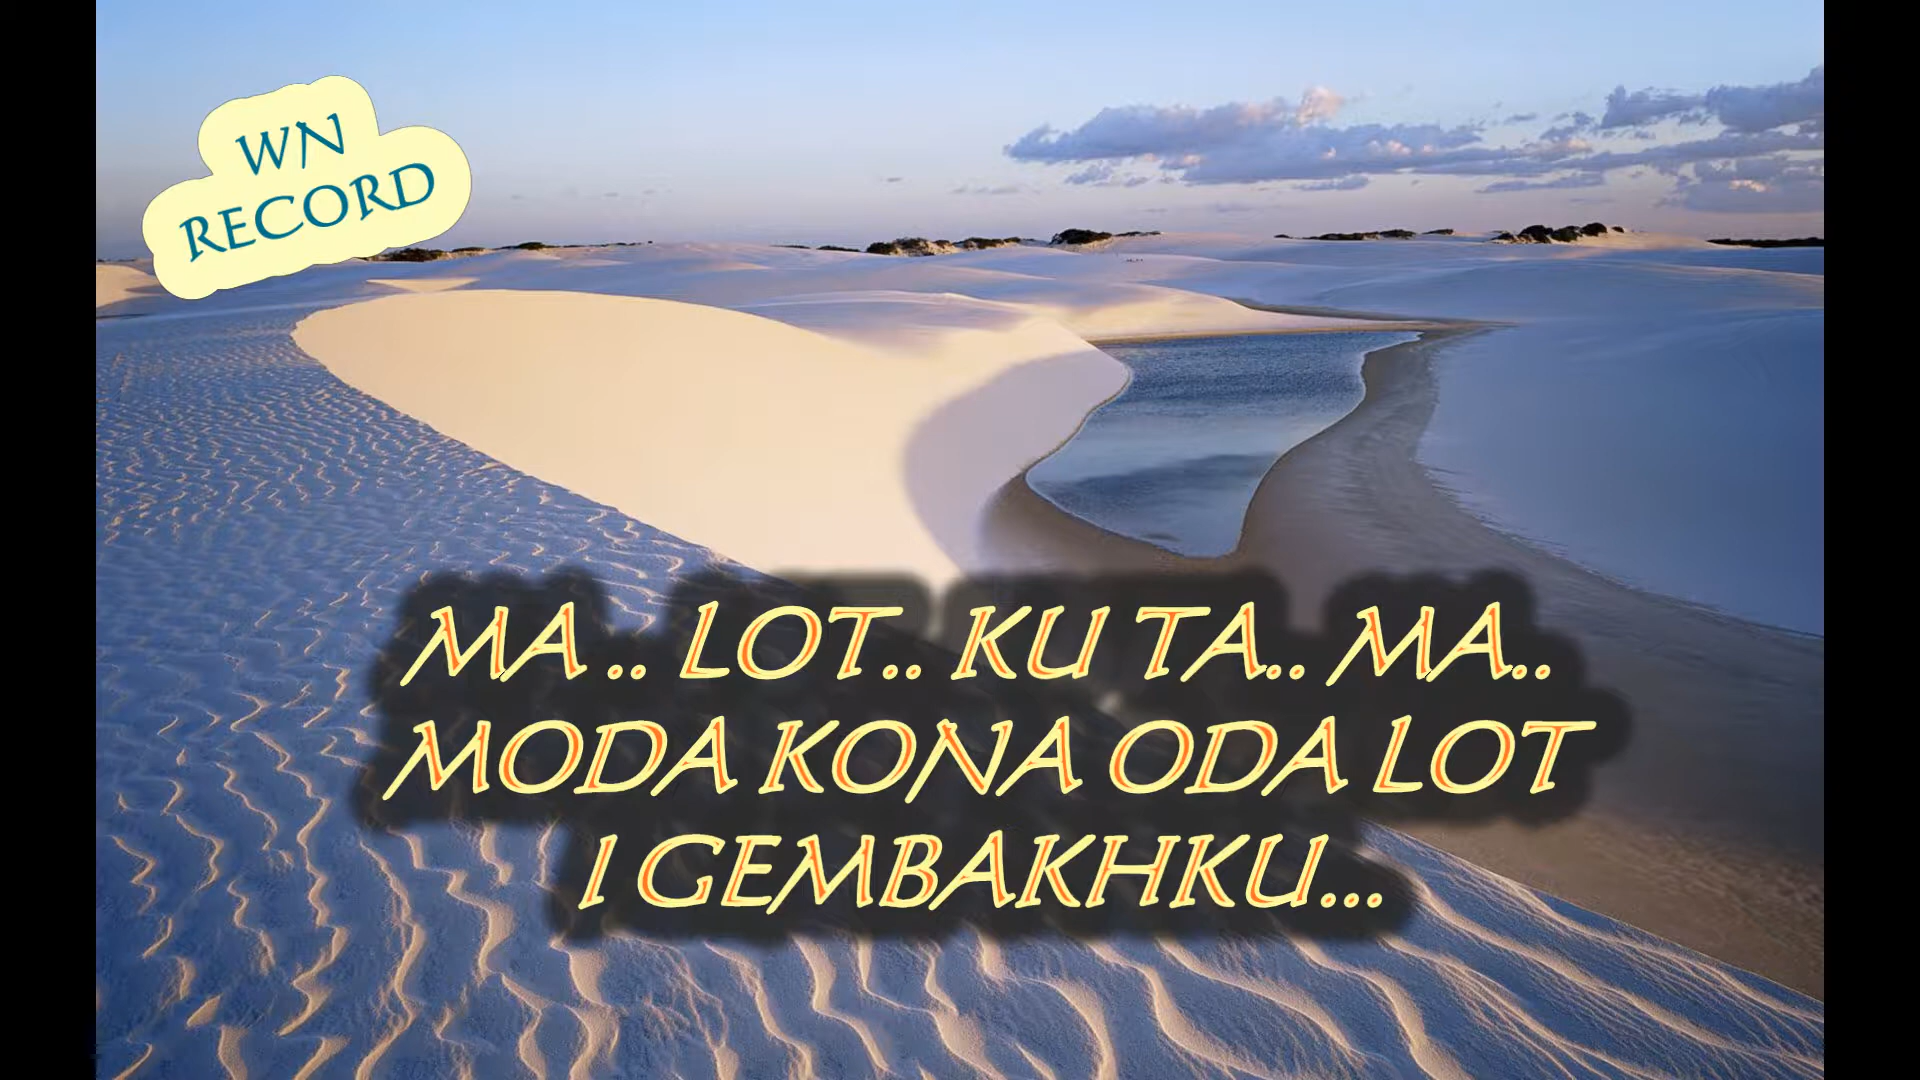 WN
RECORD
MA .. LOT.. KU TA.. MA..
MODA KONA ODA LOT
I GEMBAKHKU...